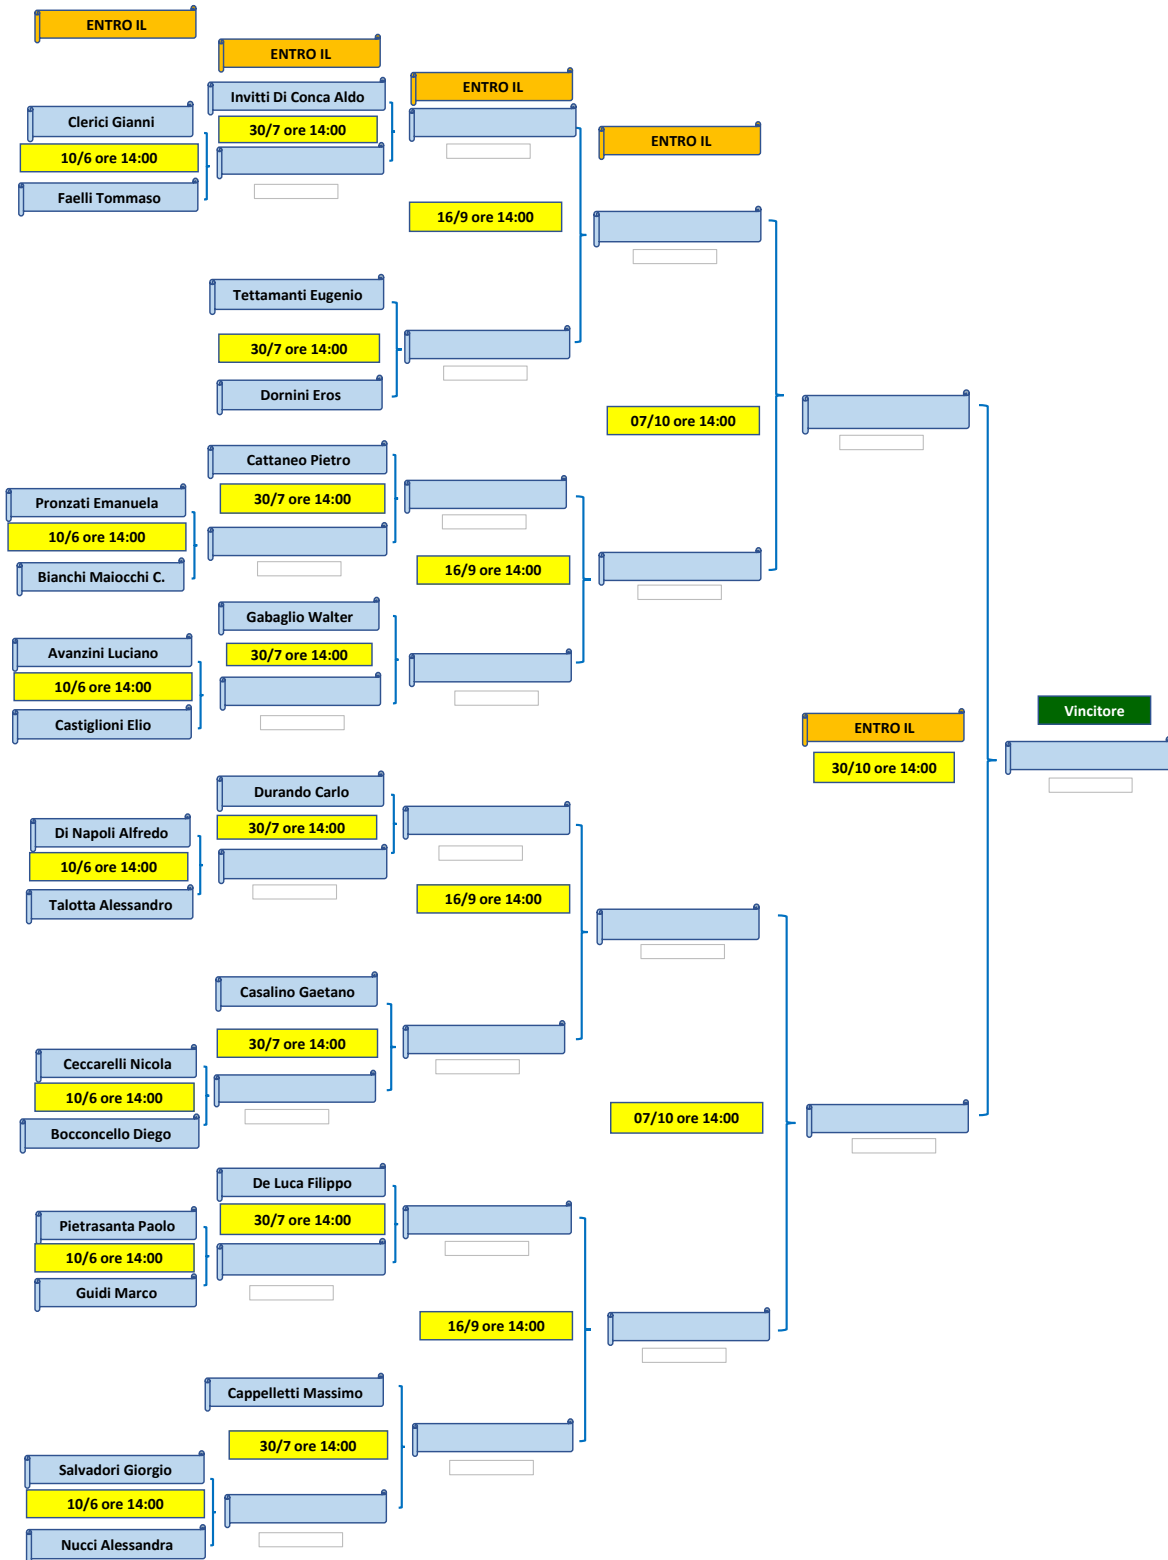 ENTRO IL
ENTRO IL
ENTRO IL
ENTRO IL
Invitti Di Conca Aldo
Clerici Gianni
30/7 ore 14:00
10/6 ore 14:00
Faelli Tommaso
16/9 ore 14:00
Tettamanti Eugenio
30/7 ore 14:00
Dornini Eros
07/10 ore 14:00
Cattaneo Pietro
Pronzati Emanuela
30/7 ore 14:00
10/6 ore 14:00
Bianchi Maiocchi C.
16/9 ore 14:00
Gabaglio Walter
Avanzini Luciano
30/7 ore 14:00
10/6 ore 14:00
Castiglioni Elio
Vincitore
ENTRO IL
30/10 ore 14:00
Durando Carlo
Di Napoli Alfredo
30/7 ore 14:00
10/6 ore 14:00
Talotta Alessandro
16/9 ore 14:00
Casalino Gaetano
30/7 ore 14:00
Ceccarelli Nicola
10/6 ore 14:00
Bocconcello Diego
07/10 ore 14:00
De Luca Filippo
Pietrasanta Paolo
30/7 ore 14:00
10/6 ore 14:00
Guidi Marco
16/9 ore 14:00
Cappelletti Massimo
30/7 ore 14:00
Salvadori Giorgio
10/6 ore 14:00
Nucci Alessandra